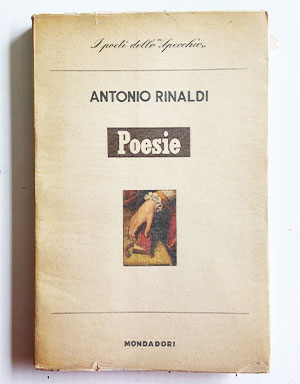 I poeti dello "Specchio„
ANTONIO RINALDI
Poesie
MONDADORI